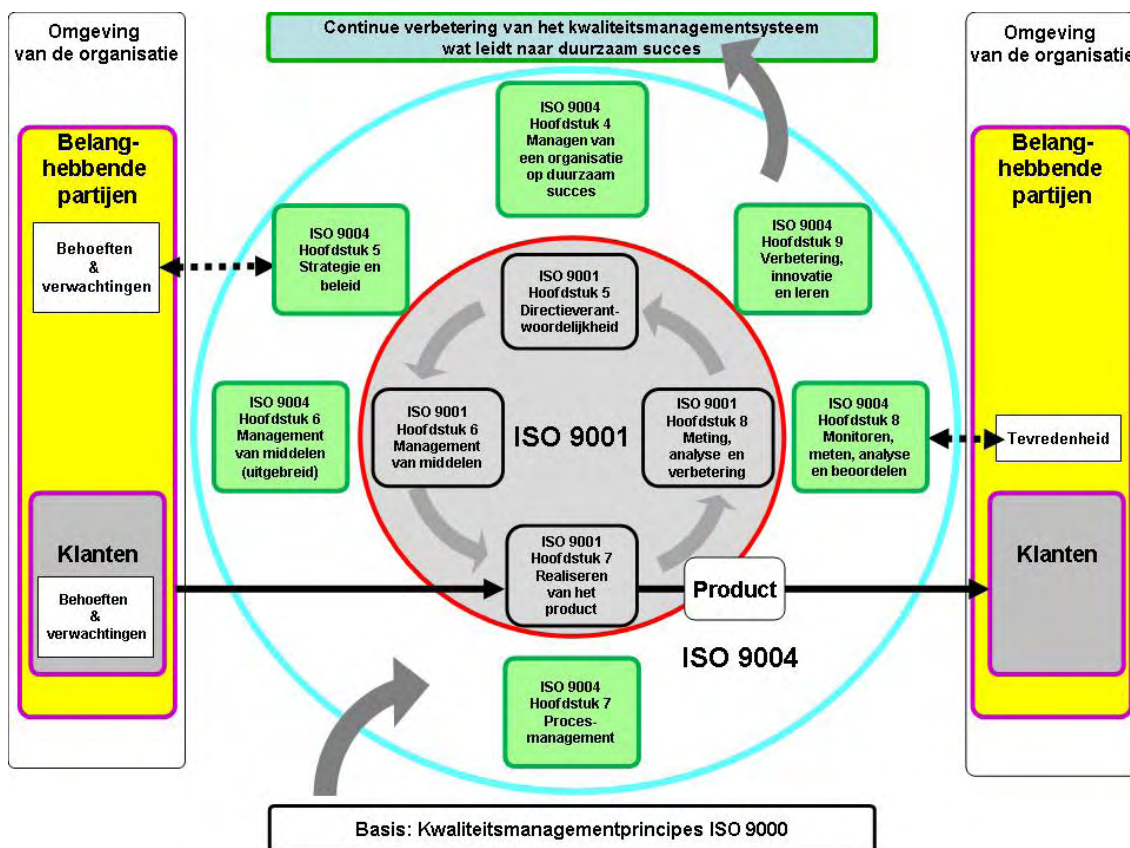 Omgeving
van de organisatie
Belang-
hebbende
partijen
Behoeften
&
verwachtingen
Klanten
Behoeften
&
verwachtingen
Continue verbetering van het kwaliteitsmanagementsysteem
wat leidt naar duurzaam succes
ISO 9004
Hoofdstuk 4
Managen van
een organisatie
op duurzaam
succes
ISO 9004
Hoofdstuk 5
Strategie en
beleid
ISO 9004
Hoofdstuk 9
Verbetering,
innovatie
en leren
ISO 9001
Hoofdstuk 5
Directieverant-
woordelijkheid
ISO 9004
Hoofdstuk 6
Management
van middelen
(uitgebreid)
ISO 9001
Hoofdstuk 6
Management
van middelen
ISO 9001
ISO 9001
Hoofdstuk 8
Meting,
analyse en
verbetering
ISO 9004
Hoofdstuk 8
Monitoren,
meten, analyse
en beoordelen
ISO 9001
Hoofdstuk 7
Realiseren
van het
product
Product
ISO 9004
ISO 9004
Hoofdstuk 7
Proces-
management
Basis: Kwaliteitsmanagementprincipes ISO 9000
Omgeving
van de organisatie
Belang-
hebbende
partijen
Tevredenheid
Klanten